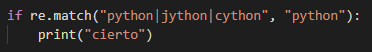 if re.match("python|jython|cython", "python"):
    print("cierto")